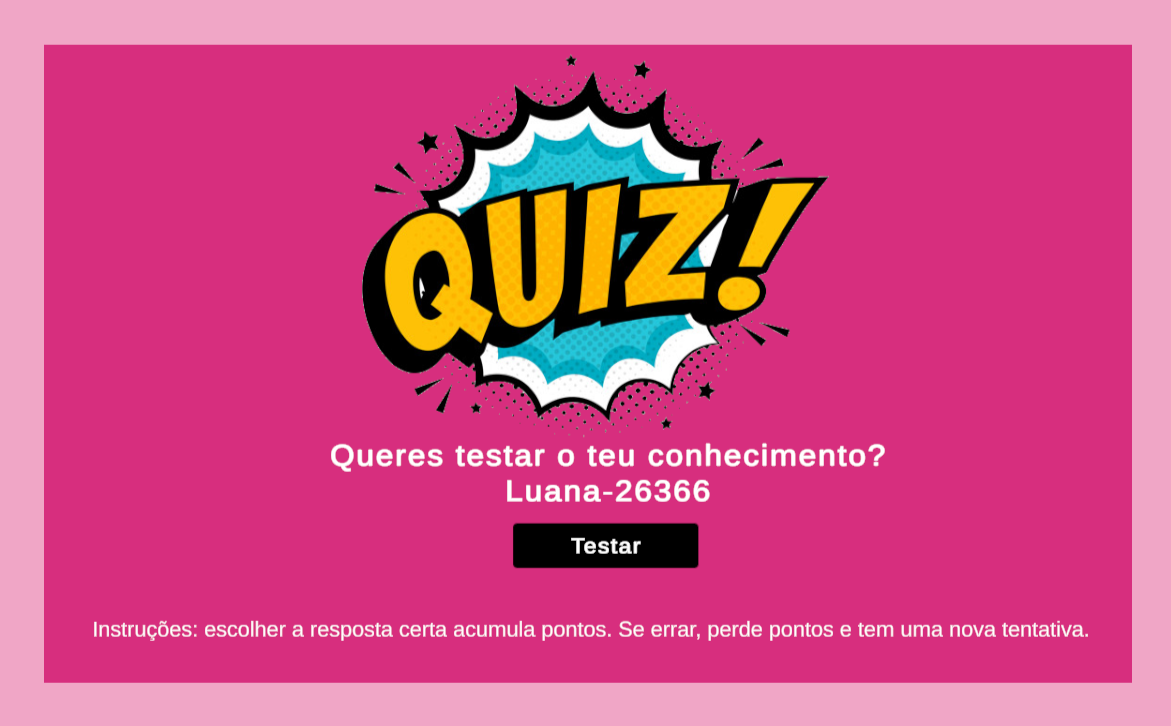 QUIZ!
Queres testar o teu conhecimento?
Luana-26366
Testar
Instruções: escolher a resposta certa acumula pontos. Se errar, perde pontos e tem uma nova tentativa.